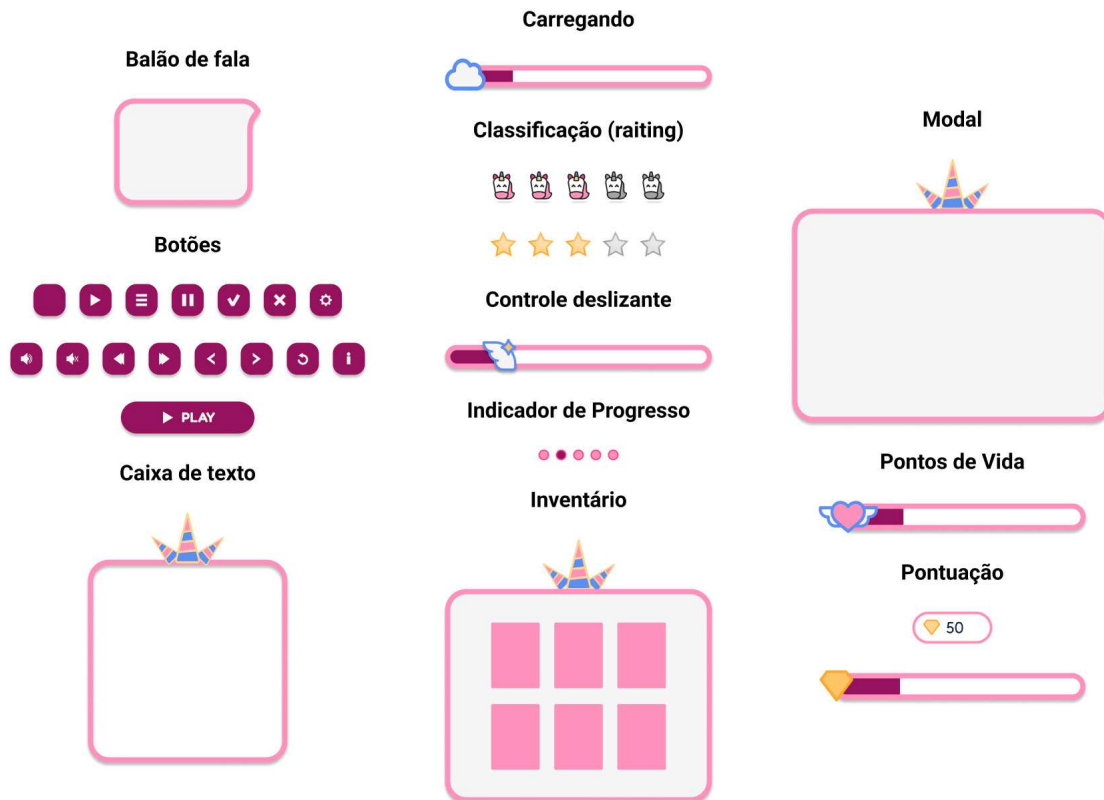 Balão de fala
Botões
PLAY
Caixa de texto
Carregando
Classificação (raiting)
Controle deslizante
Indicador de Progresso
Inventário
Modal
Pontos de Vida
Pontuação
50